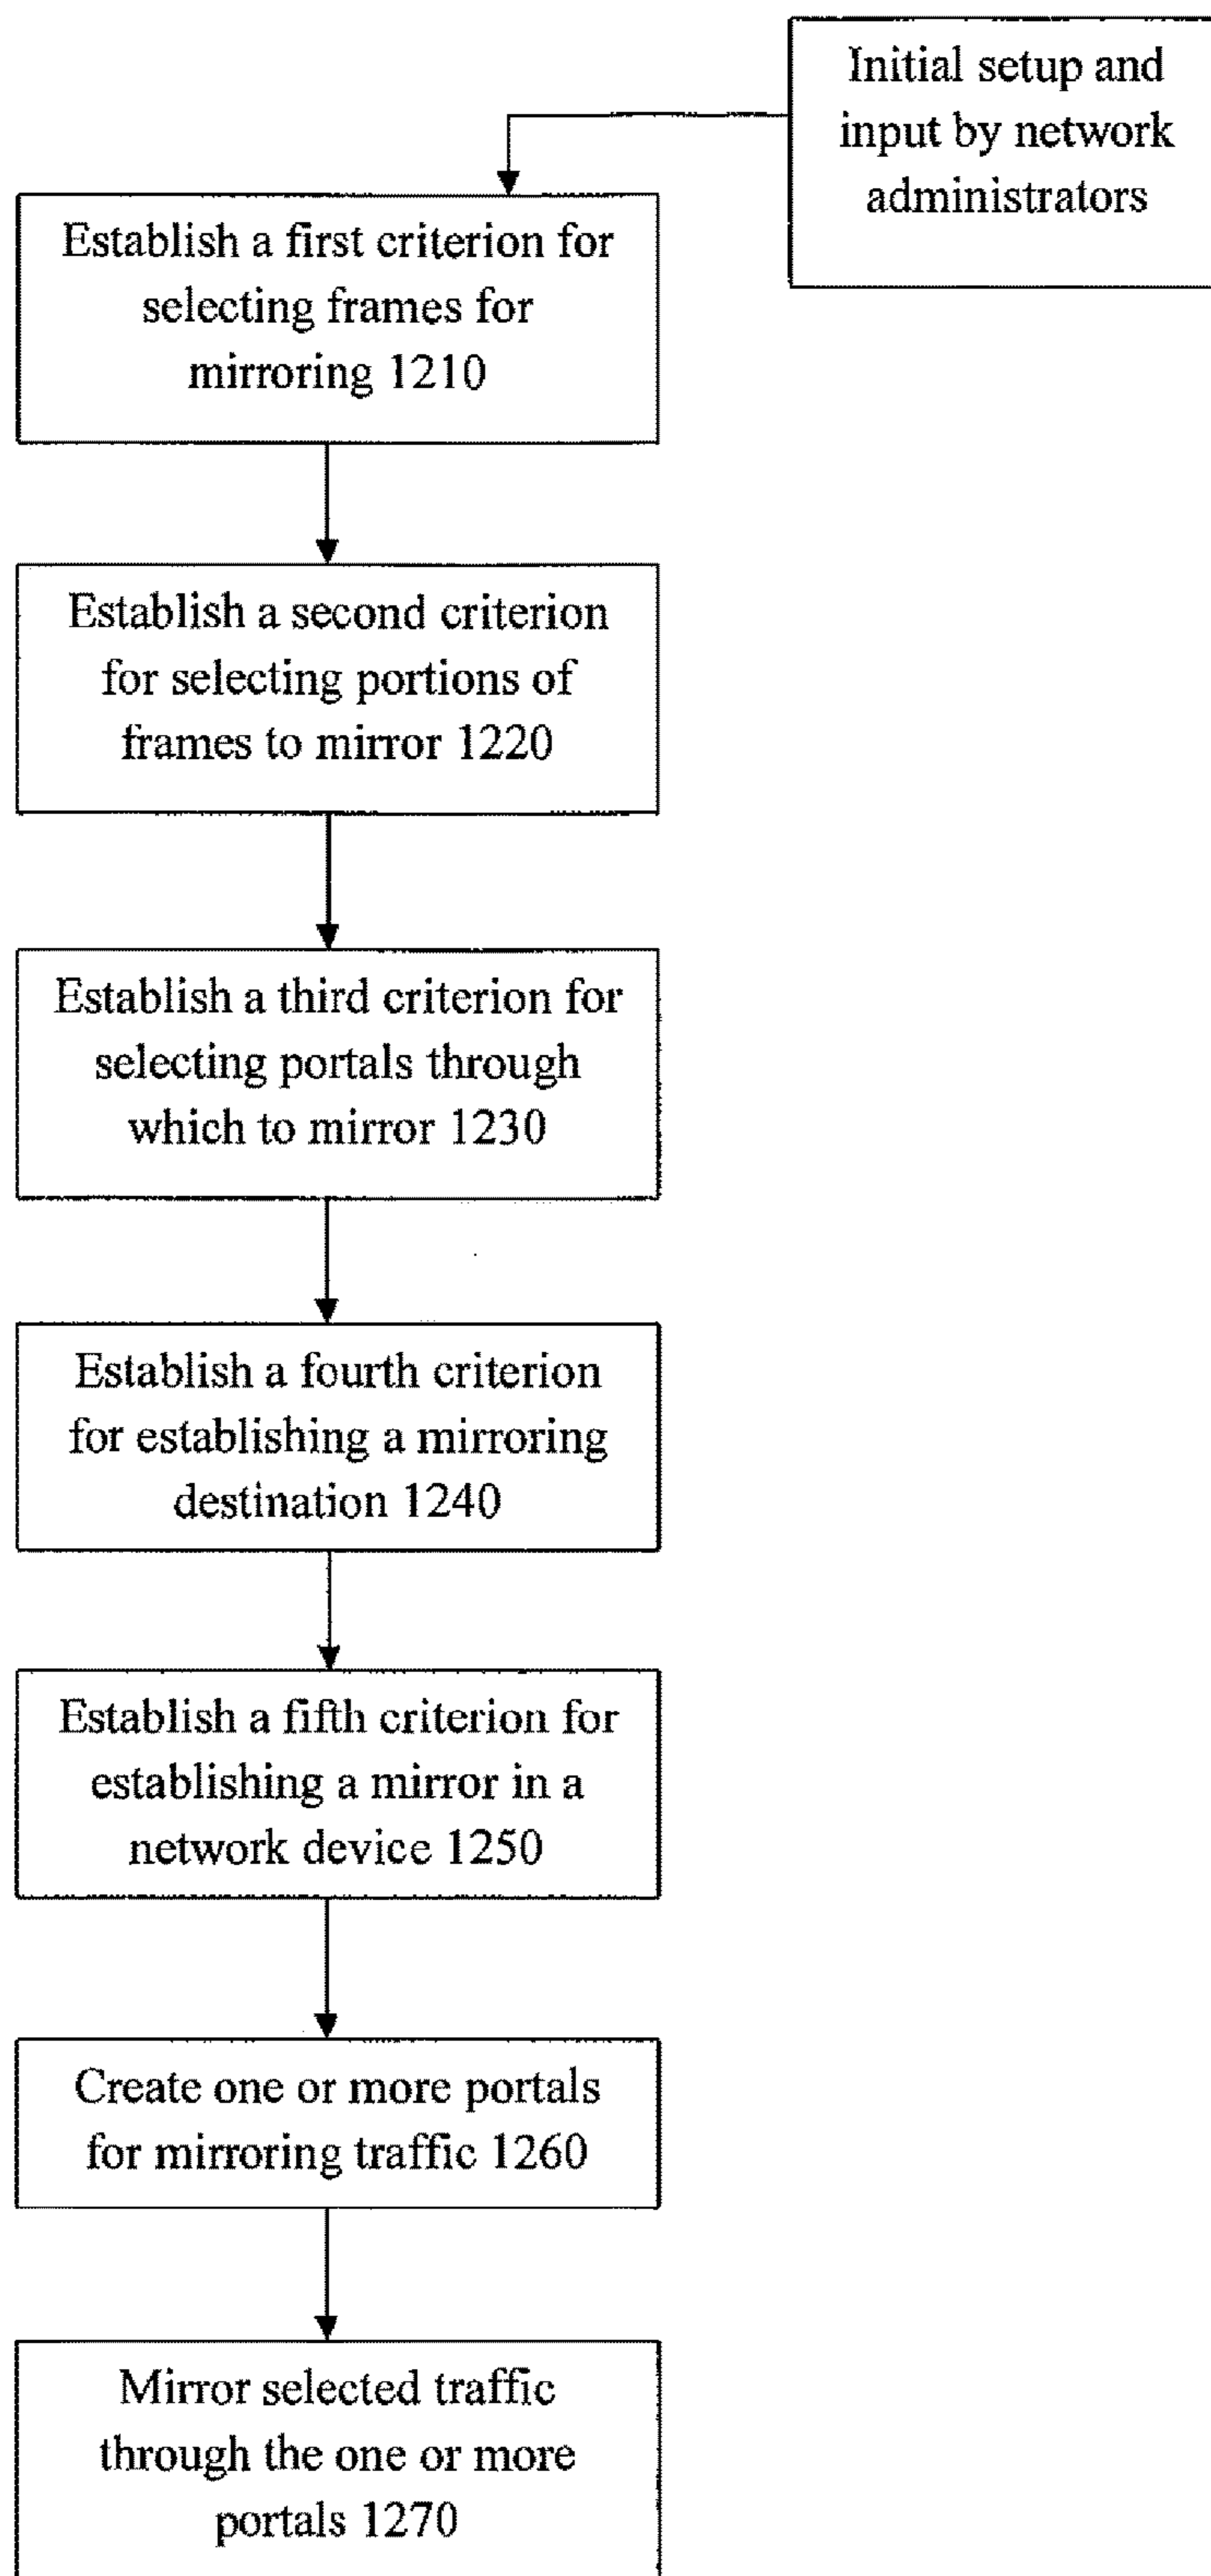 Initial setup and
input by network
administrators
Establish a first criterion for
selecting frames for
mirroring 1210
Establish a second criterion
for selecting portions of
frames to mirror 1220
Establish a third criterion for
selecting portals through
which to mirror 1230
Establish a fourth criterion
for establishing a mirroring
destination 1240
Establish a fifth criterion for
establishing a mirror in a
network device 1250
Create one or more portals
for mirroring traffic 1260
Mirror selected traffic
through the one or more
portals 1270